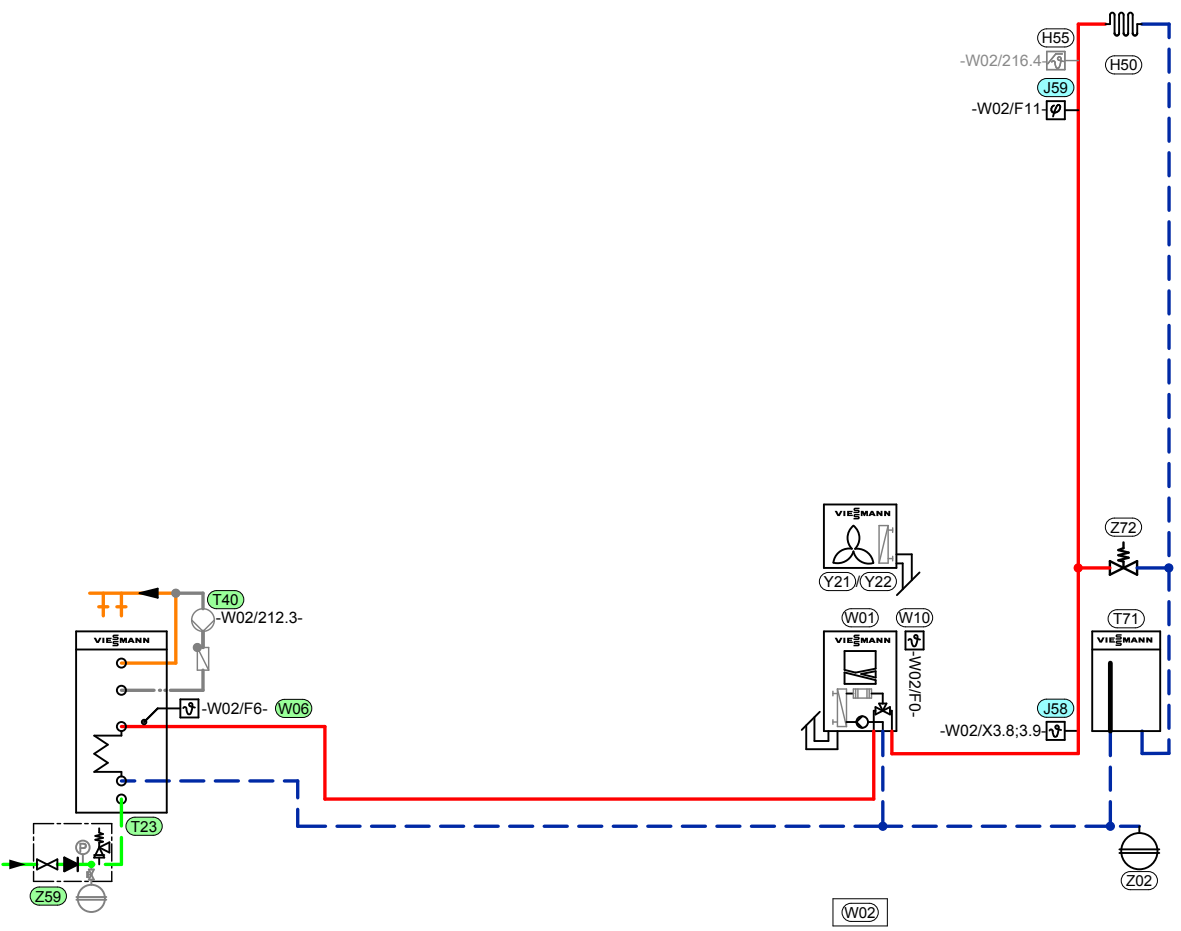 H55
-W02/216.4-
H50
J59
-W02/F11-
φ
VIESMANN
Z72
Y21/Y22
T40
-W02/212.3-
W01
W10
T71
VIESMANN
VIESMANN
VIESMANN
ϑ
-W02/F0-
ϑ
-W02/F6-
W06
J58
-W02/X3.8;3.9-
ϑ
T23
P
Z59
Z02
W02